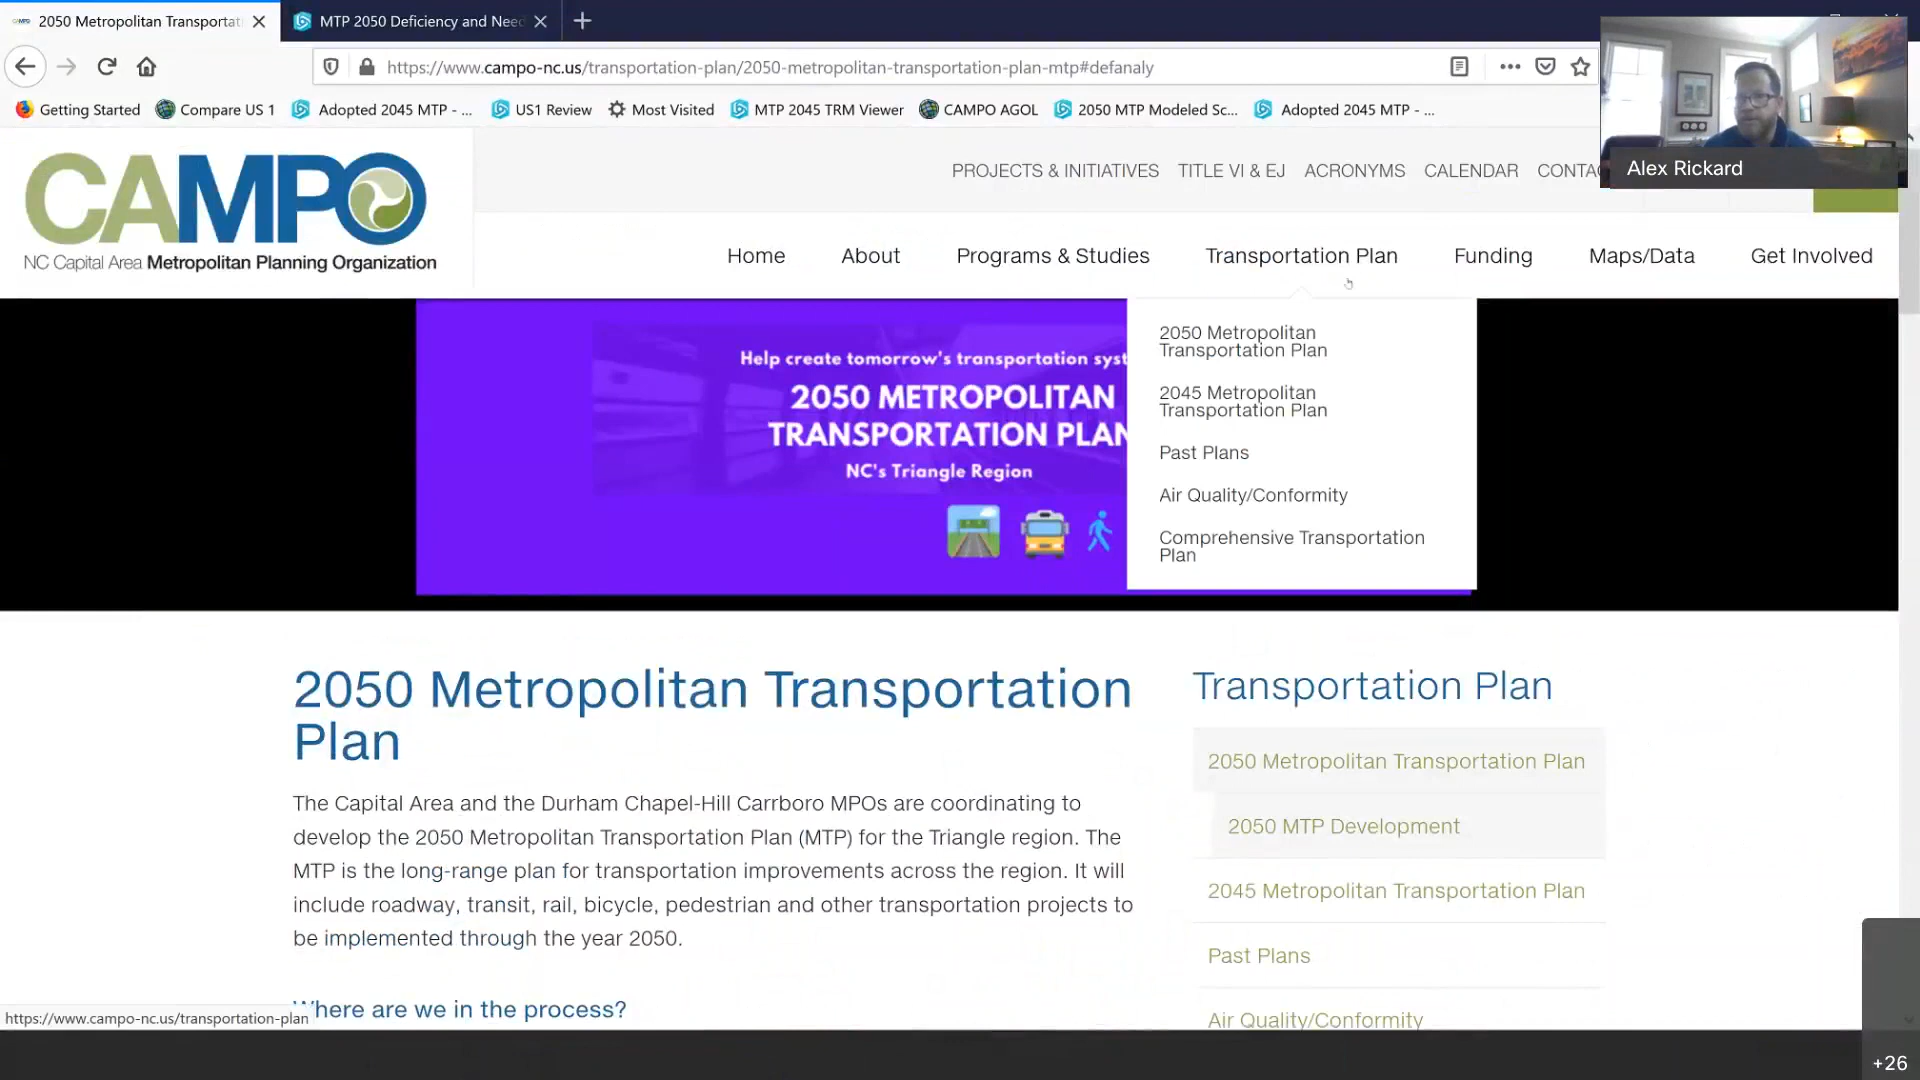 2050 Metropolitan Transportat
MTP 2050 Deficiency and Need
https://www.campo-nc.us/transportation-plan/2050-metropolitan-transportation-plan-mtp#defanaly
Getting Started
Compare US 1
Adopted 2045 MTP - ...
US1 Review
Most Visited
MTP 2045 TRM Viewer
CAMPO AGOL
2050 MTP Modeled Sc...
Adopted 2045 MTP - ...
Alex Rickard
CAMPO
NC Capital Area Metropolitan Planning Organization
PROJECTS & INITIATIVES
TITLE VI & EJ
ACRONYMS
CALENDAR
CONTAC
Home
About
Programs & Studies
Transportation Plan
Funding
Maps/Data
Get Involved
Help create tomorrow's transportation syst
2050 METROPOLITAN
TRANSPORTATION PLAN
NC's Triangle Region
2050 Metropolitan
Transportation Plan
2045 Metropolitan
Transportation Plan
Past Plans
Air Quality/Conformity
Comprehensive Transportation
Plan
2050 Metropolitan Transportation
Plan
The Capital Area and the Durham Chapel-Hill Carrboro MPOs are coordinating to
develop the 2050 Metropolitan Transportation Plan (MTP) for the Triangle region. The
MTP is the long-range plan for transportation improvements across the region. It will
include roadway, transit, rail, bicycle, pedestrian and other transportation projects to
be implemented through the year 2050.
Where are we in the process?
Transportation Plan
2050 Metropolitan Transportation Plan
2050 MTP Development
2045 Metropolitan Transportation Plan
Past Plans
Air Quality/Conformity
https://www.campo-nc.us/transportation-plan
+26